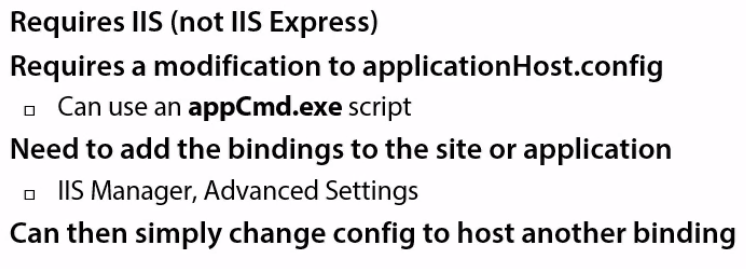 Requires IIS (not IIS Express)
Requires a modification to applicationHost.config
Can use an appCmd.exe script
Need to add the bindings to the site or application
IIS Manager, Advanced Settings
Can then simply change config to host another binding